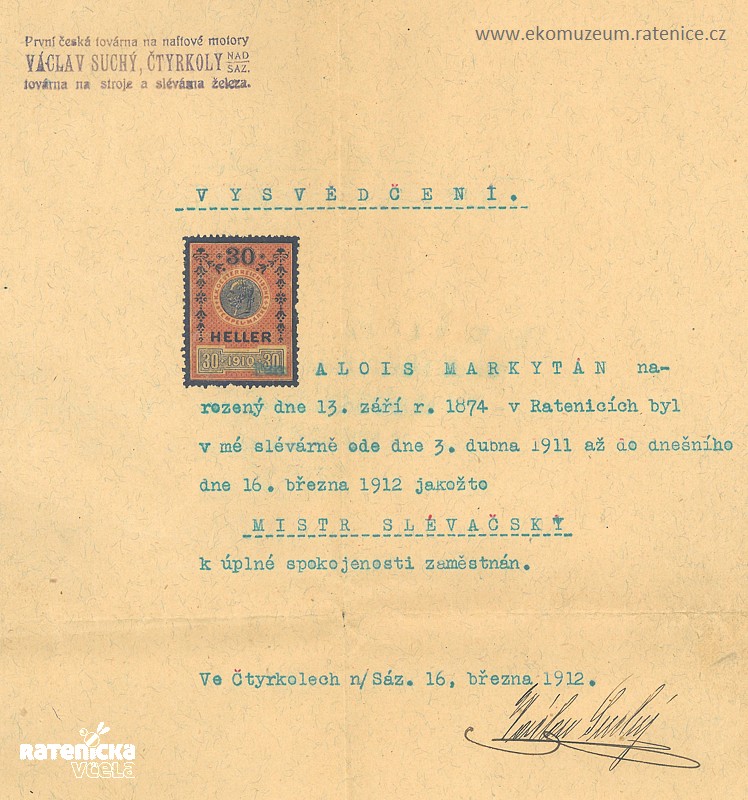 www.ekomuzeum.ratenice.cz
První česká továrna na naftové motory
VÁCLAV SUCHÝ, ČTYRKOLY NAD SÁZ.
továrna na stroje a slévárna železa.
VYSVĚDČENÍ.
30
HELLER
30 1910 30
ALOIS MARKYTÁN na-
rozený dne 13. září r. 1874 v Ratenicích byl
v mé slévárně ode dne 3. dubna 1911 až do dnešního
dne 16. března 1912 jakožto
MISTR SLÉVAČSKÝ
k úplné spokojenosti zaměstnán.
Ve Čtyrkolech n/Sáz. 16, března 1912.
Václav Suchý
RATENICKA
VČELA